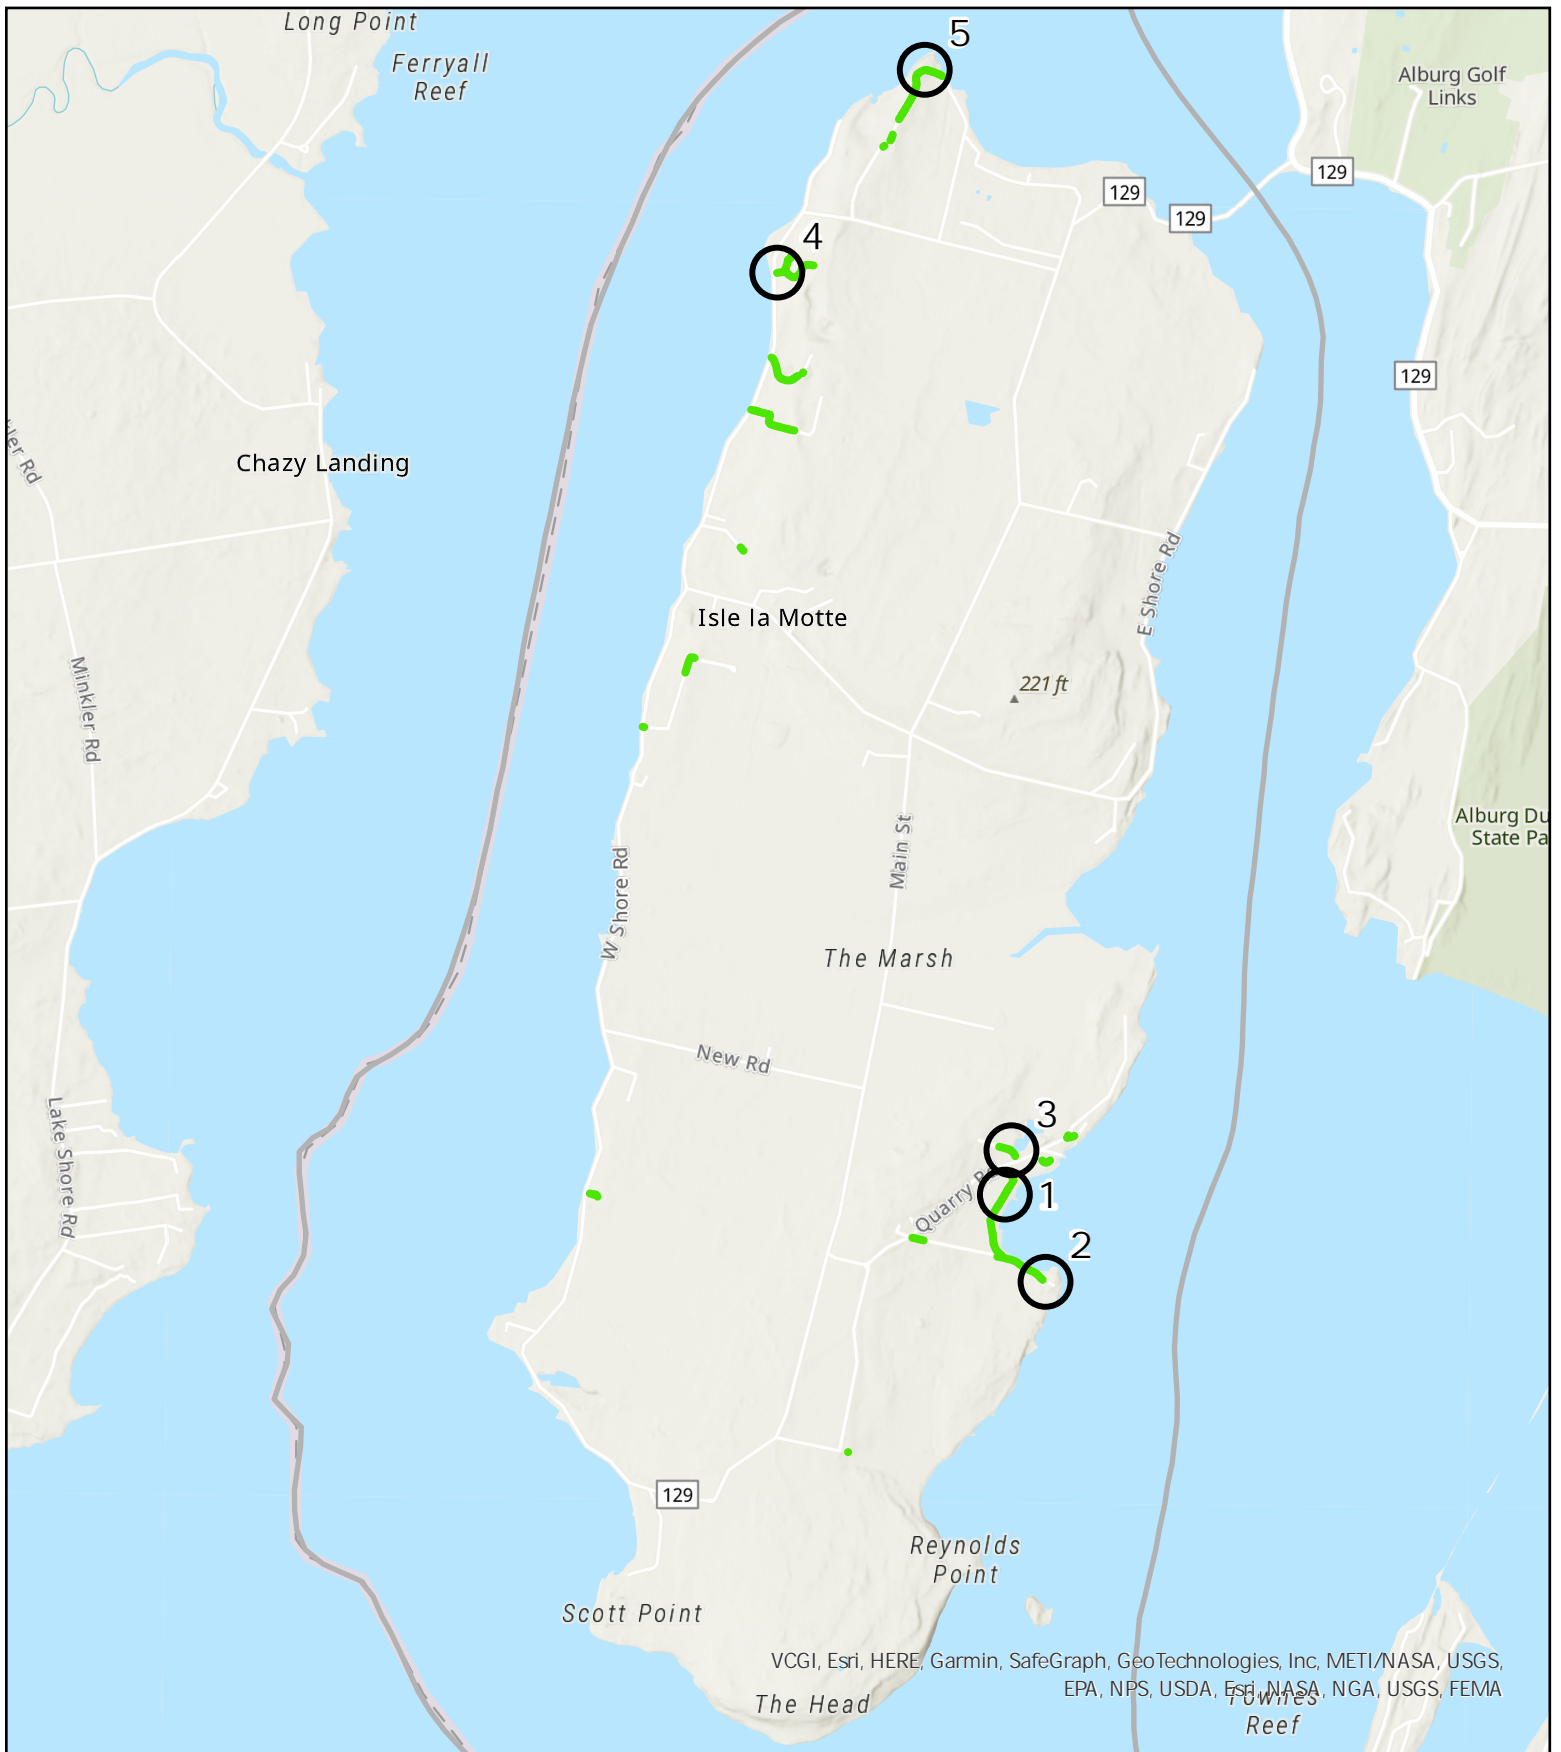 Long Point
Ferryall
Reef
5
Alburg Golf
Links
129
129
129
4
129
Chazy Landing
E Shore Rd
Isle la Motte
221 ft
Minkler Rd
Main St
Alburg Du
State Pa
W Shore Rd
The Marsh
New Rd
Lake Shore Rd
3
Quarry
1
2
129
Reynolds
Point
Scott Point
VCGI, Esri, HERE, Garmin, SafeGraph, GeoTechnologies, Inc, METI/NASA, USGS,
EPA, NPS, USDA, Esri, NASA, NGA, USGS, FEMA
The Head
Reef